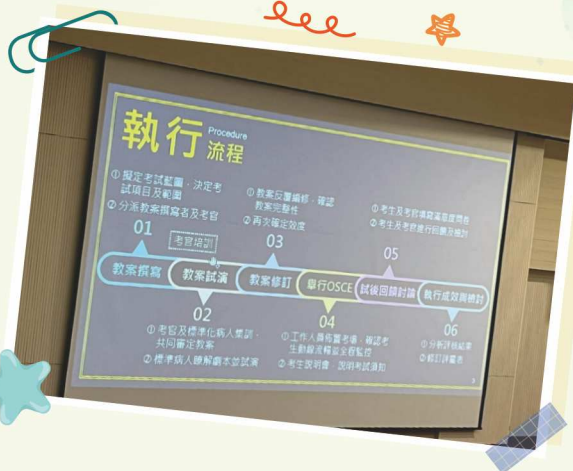 執行 Procedure
流程
①擬定考試範圍、決定考
試項目及範圍
②分派教案撰寫者及考官
01
考官培訓
①教案反覆編修、確認
教案完整性
②再次確定效度
03
①考生及考官填寫滿意度問卷
②考生及考官進行回饋及檢討
05
教案撰寫
教案試演
教案修訂
舉行OSCE
試後回饋討論
執行成效與檢討
02
①考官及標準化病人集訓、
共同審定教案
②標準病人瞭解劇本並試演
04
①工作人員佈置考場、確認考
生動線流暢並全程監控
②考生說明會、說明考試須知
06
①分析評核結果
②修訂評量表